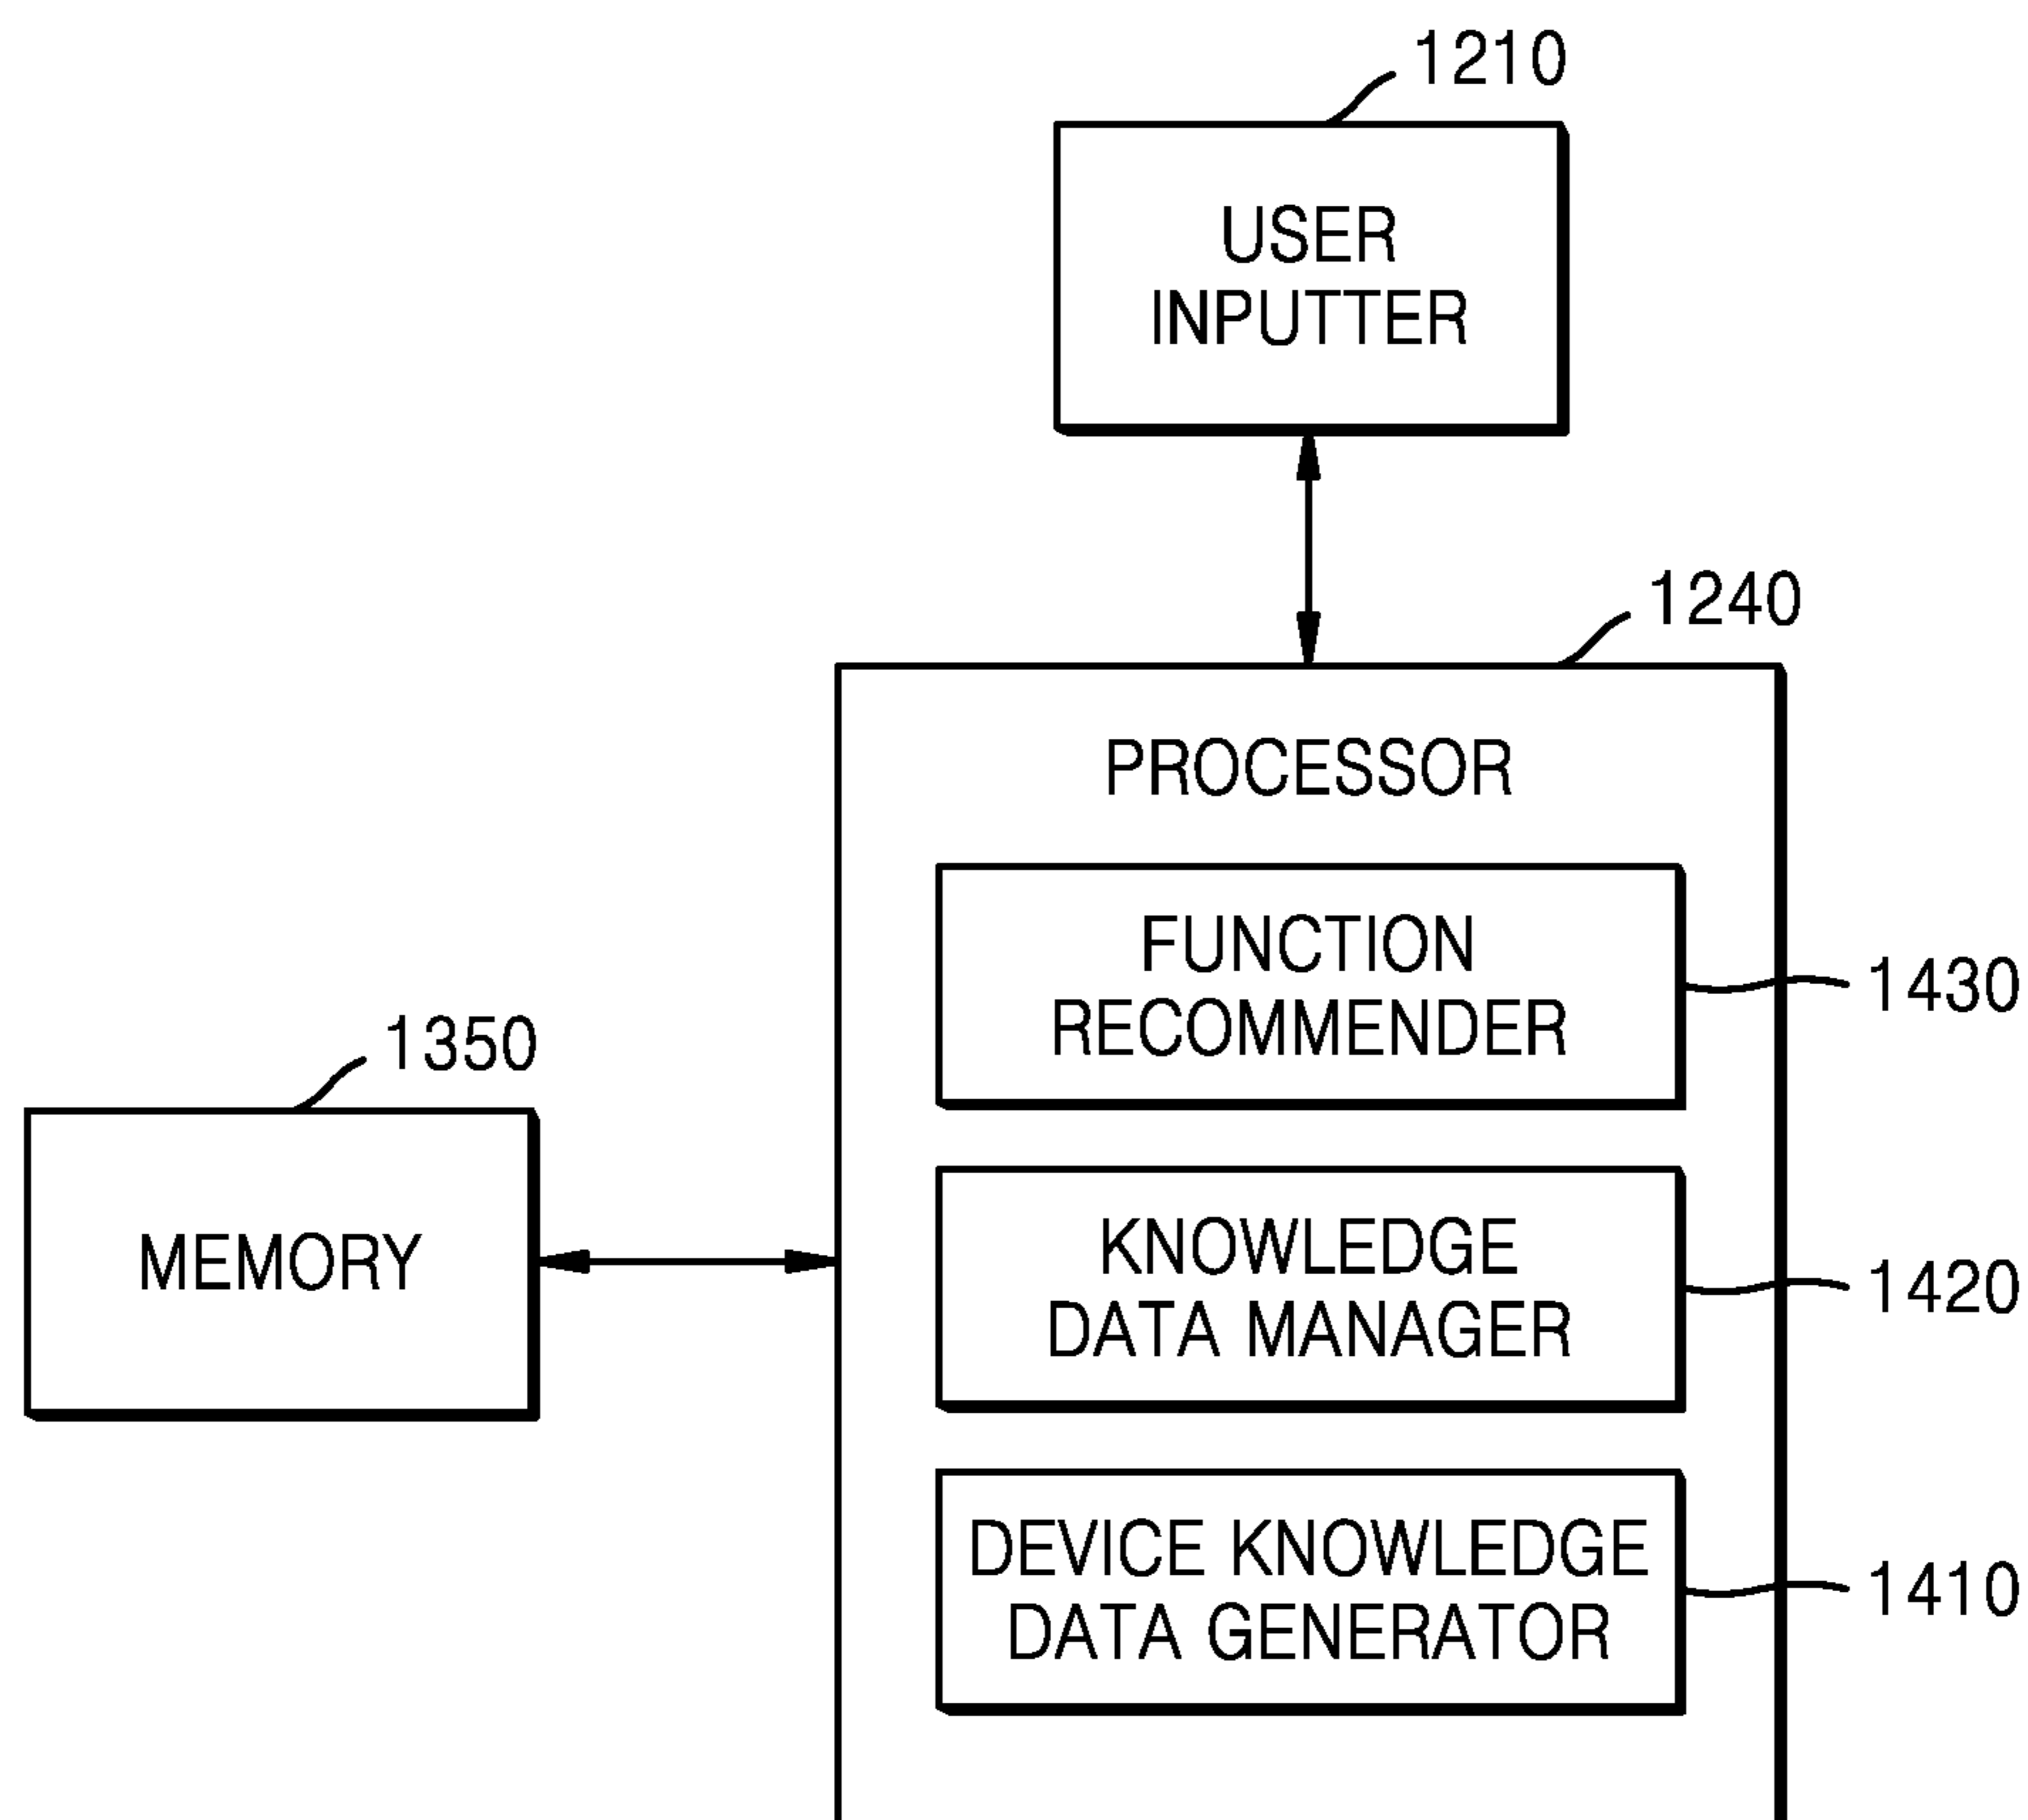 1210
USER
INPUTTER
1240
PROCESSOR
FUNCTION
RECOMMENDER
1430
1350
MEMORY
KNOWLEDGE
DATA MANAGER
1420
DEVICE KNOWLEDGE
DATA GENERATOR
1410